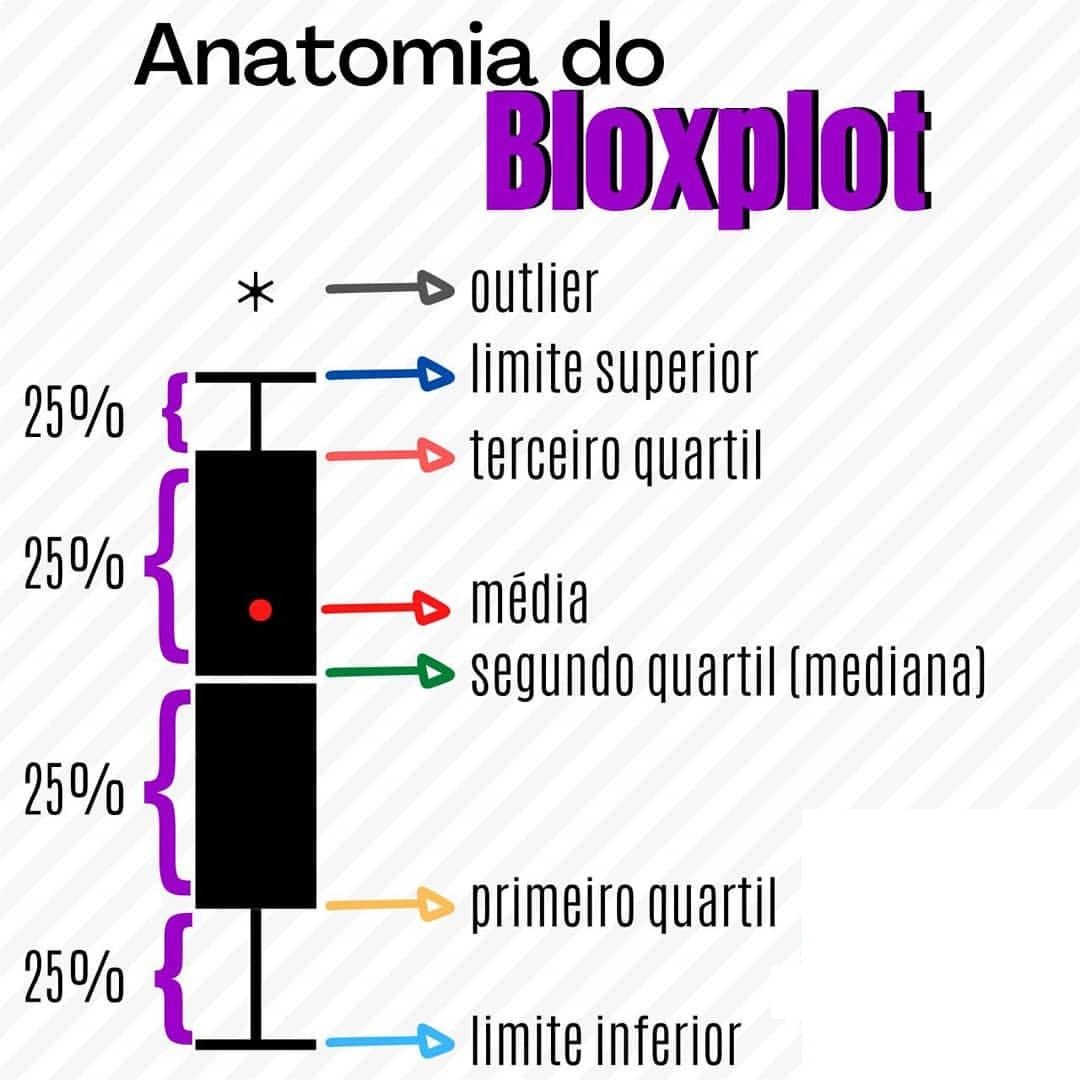 Anatomia do
Bloxplot
* outlier
limite superior
25%
terceiro quartil
25%
média
segundo quartil (mediana)
25%
primeiro quartil
25%
limite inferior